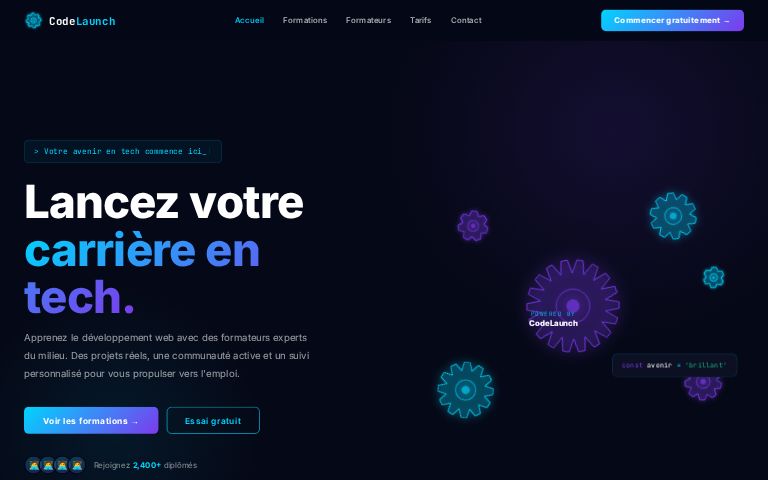 CodeLaunch
Accueil Formations Formateurs Tarifs Contact
Commencer gratuitement →
> Votre avenir en tech commence ici_
Lancez votre
carrière en
tech.
Apprenez le développement web avec des formateurs experts
du milieu. Des projets réels, une communauté active et un suivi
personnalisé pour vous propulser vers l'emploi.
Voir les formations → Essai gratuit
Rejoignez 2,400+ diplômés
POWERED BY
CodeLaunch
const avenir = 'brillant'